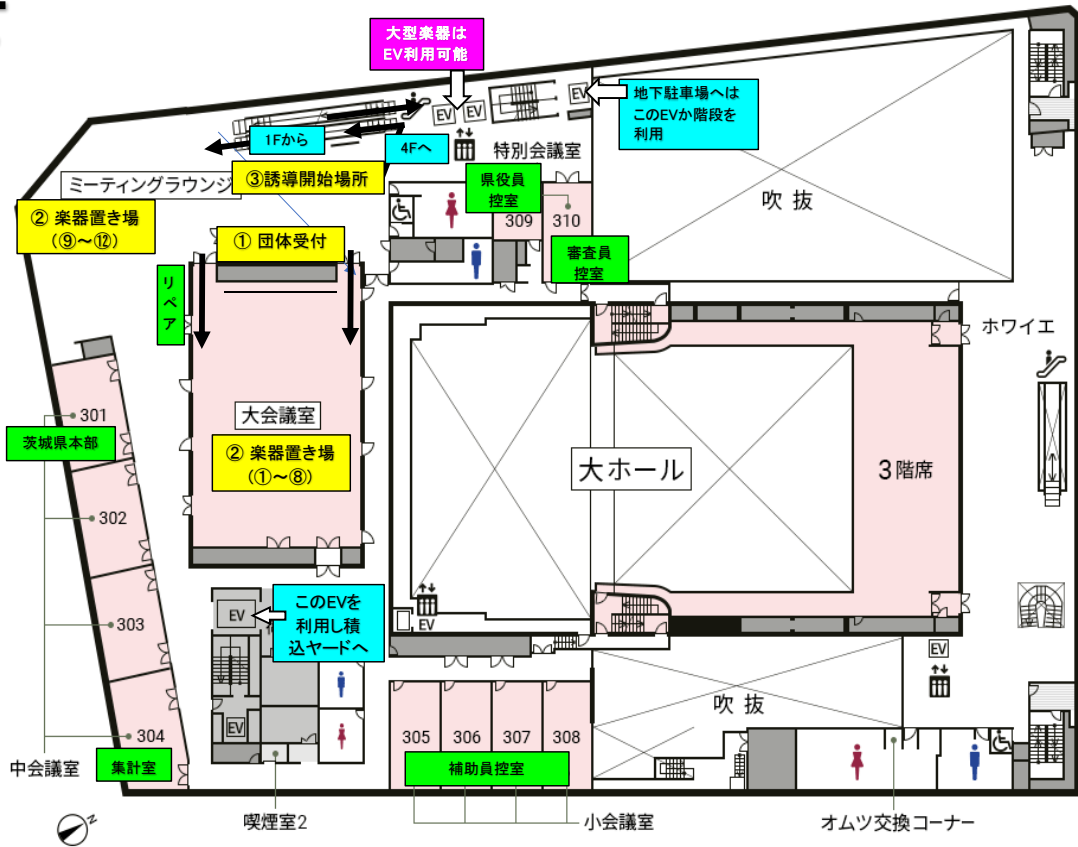 大型楽器は
EV利用可能
EV
EV
EV
地下駐車場へは
このEVか階段を
利用
1Fから
4Fへ
特別会議室
ミーティングラウンジ
③誘導開始場所
県役員
控室
309
310
吹 抜
② 楽器置き場
(⑨～⑫)
① 団体受付
審査員
控室
リペア
ホワイエ
301
茨城県本部
大会議室
② 楽器置き場
(①～⑧)
大ホール
3階席
302
303
EV
このEVを
利用し積
込ヤードへ
EV
EV
304
EV
吹 抜
305
306
307
308
中会議室
集計室
補助員控室
喫煙室2
小会議室
オムツ交換コーナー
N